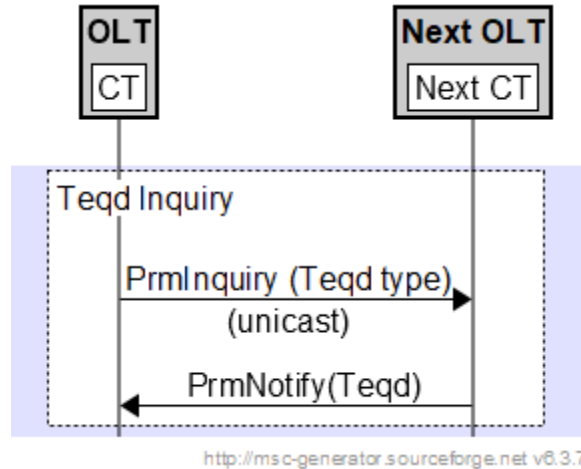 OLT
Next OLT
CT
Next CT
Teqd Inquiry
PrmInquiry (Teqd type)
(unicast)
PrmNotify(Teqd)
http://msc-generator.sourceforge.net v6.3.7